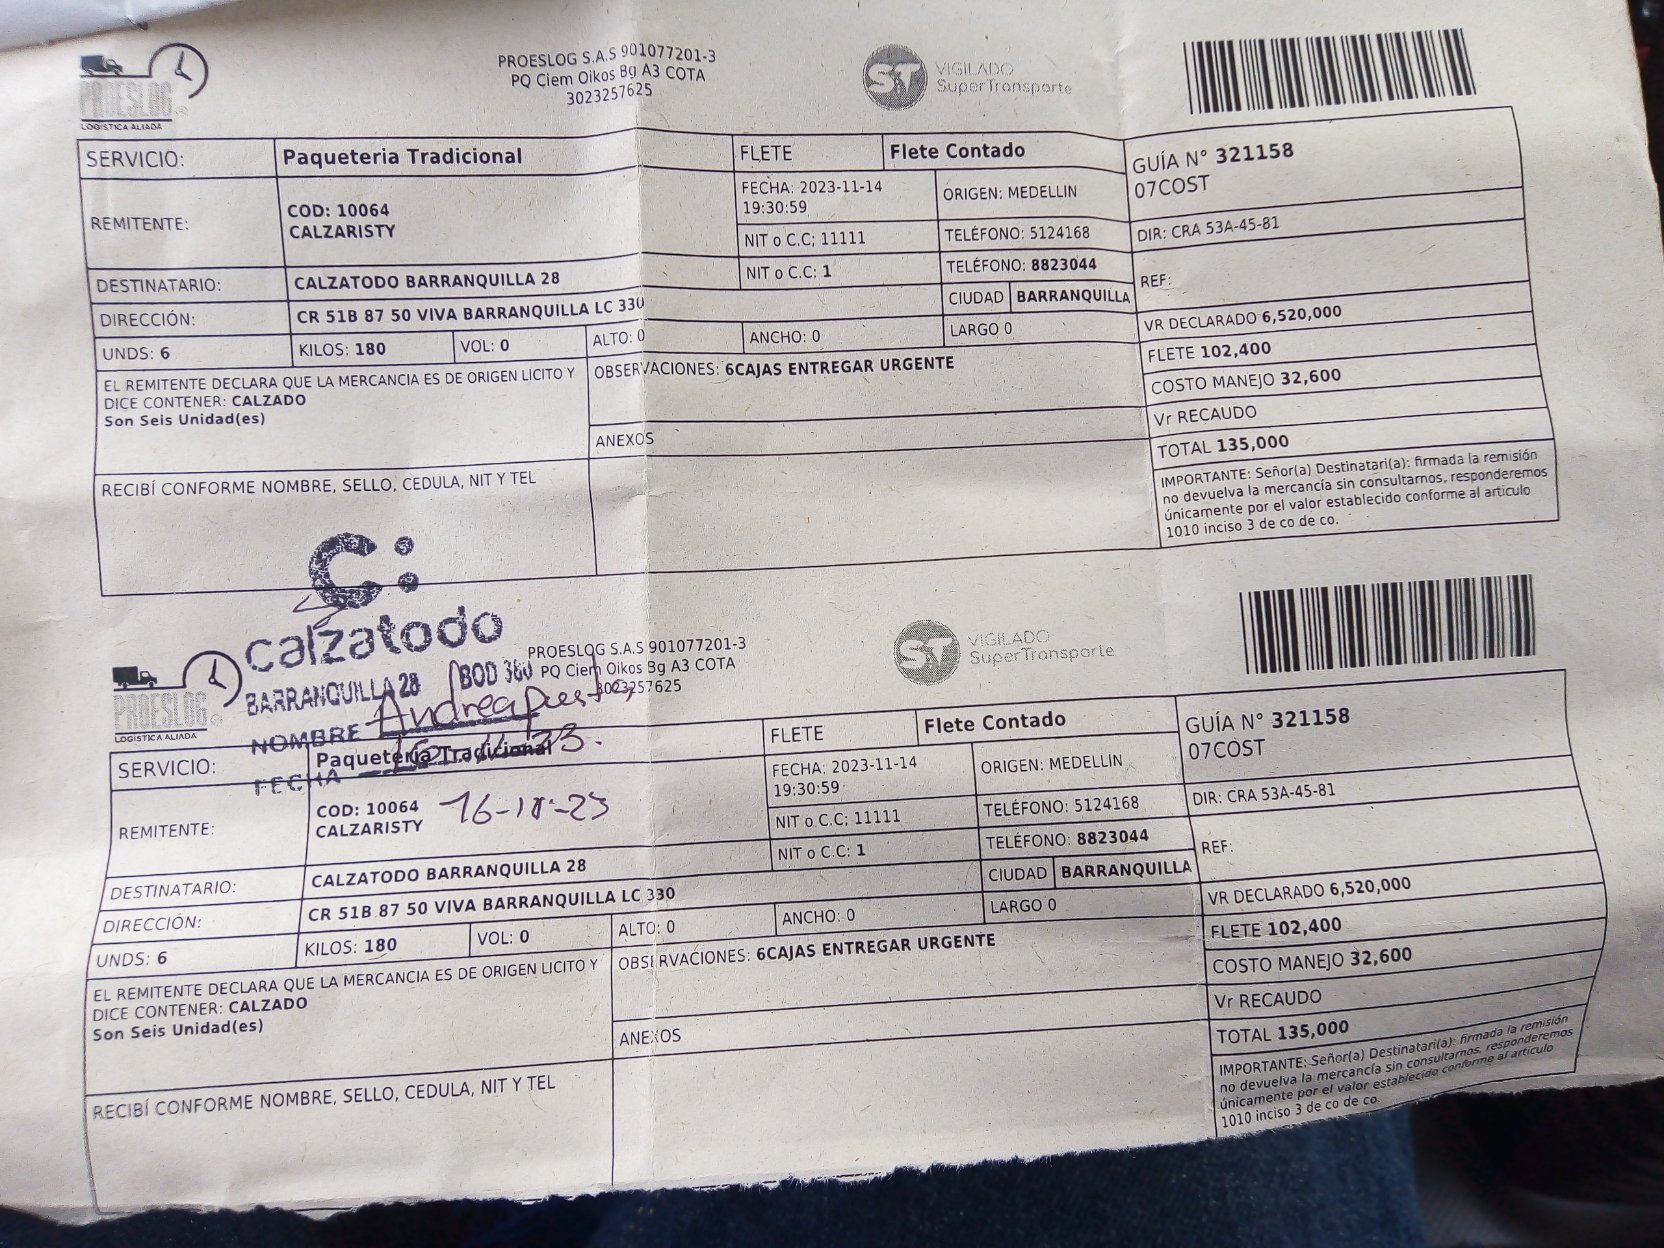 PROESLOG
LOGISTICA ALIADA
PROESLOG S.A.S 901077201-3
PQ Ciem Oikos Bg A3 COTA
3023257625
ST VIGILADO
SuperTransporte
SERVICIO: Paqueteria Tradicional FLETE Flete Contado GUÍA N° 321158
07COST
REMITENTE: COD: 10064
CALZARISTY
FECHA: 2023-11-14
19:30:59
ORIGEN: MEDELLIN
NIT o C.C; 11111 TELÉFONO: 5124168 DIR: CRA 53A-45-81
DESTINATARIO: CALZATODO BARRANQUILLA 28 NIT o C.C: 1 TELÉFONO: 8823044 REF:
DIRECCIÓN: CR 51B 87 50 VIVA BARRANQUILLA LC 330 CIUDAD BARRANQUILLA
VR DECLARADO 6,520,000
UNDS: 6 KILOS: 180 VOL: 0 ALTO: 0 ANCHO: 0 LARGO 0
FLETE 102,400
EL REMITENTE DECLARA QUE LA MERCANCIA ES DE ORIGEN LICITO Y
DICE CONTENER: CALZADO
Son Seis Unidad(es)
OBSERVACIONES: 6CAJAS ENTREGAR URGENTE
COSTO MANEJO 32,600
Vr RECAUDO
ANEXOS
TOTAL 135,000
RECIBÍ CONFORME NOMBRE, SELLO, CEDULA, NIT Y TEL
IMPORTANTE: Señor(a) Destinatari(a): firmada la remisión
no devuelva la mercancía sin consultarnos, responderemos
únicamente por el valor establecido conforme al articulo
1010 inciso 3 de co de co.
C:
calzatodo
BARRANQUILLA 28 BOD 360
NOMBRE Andrea
FECHA
16-11-23
PROESLOG
LOGISTICA ALIADA
PROESLOG S.A.S 901077201-3
PQ Ciem Oikos Bg A3 COTA
3023257625
ST VIGILADO
SuperTransporte
SERVICIO: Paqueteria Tradicional FLETE Flete Contado GUÍA N° 321158
07COST
REMITENTE: COD: 10064
CALZARISTY
FECHA: 2023-11-14
19:30:59
ORIGEN: MEDELLIN
NIT o C.C; 11111 TELÉFONO: 5124168 DIR: CRA 53A-45-81
DESTINATARIO: CALZATODO BARRANQUILLA 28 NIT o C.C: 1 TELÉFONO: 8823044 REF:
DIRECCIÓN: CR 51B 87 50 VIVA BARRANQUILLA LC 330 CIUDAD BARRANQUILLA
VR DECLARADO 6,520,000
UNDS: 6 KILOS: 180 VOL: 0 ALTO: 0 ANCHO: 0 LARGO 0
FLETE 102,400
EL REMITENTE DECLARA QUE LA MERCANCIA ES DE ORIGEN LICITO Y
DICE CONTENER: CALZADO
Son Seis Unidad(es)
OBSERVACIONES: 6CAJAS ENTREGAR URGENTE
COSTO MANEJO 32,600
Vr RECAUDO
ANEXOS
TOTAL 135,000
RECIBÍ CONFORME NOMBRE, SELLO, CEDULA, NIT Y TEL
IMPORTANTE: Señor(a) Destinatari(a): firmada la remisión
no devuelva la mercancía sin consultarnos, responderemos
únicamente por el valor establecido conforme al articulo
1010 inciso 3 de co de co.